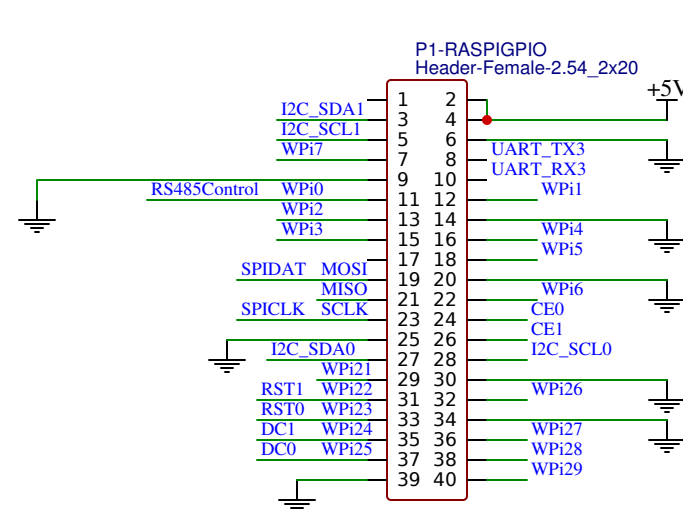 P1-RASPIGPIO
Header-Female-2.54_2x20
+5V
1 2
I2C_SDA1 3 4
I2C_SCL1 5 6
WPi7 7 8 UART_TX3
9 10 UART_RX3
RS485Control WPi0 11 12 WPi1
WPi2 13 14
WPi3 15 16 WPi4
17 18 WPi5
SPIDAT MOSI 19 20
MISO 21 22 WPi6
SPICLK SCLK 23 24 CE0
25 26 CE1
I2C_SDA0 27 28 I2C_SCL0
WPi21 29 30
RST1 WPi22 31 32 WPi26
RST0 WPi23 33 34
DC1 WPi24 35 36 WPi27
DC0 WPi25 37 38 WPi28
39 40 WPi29